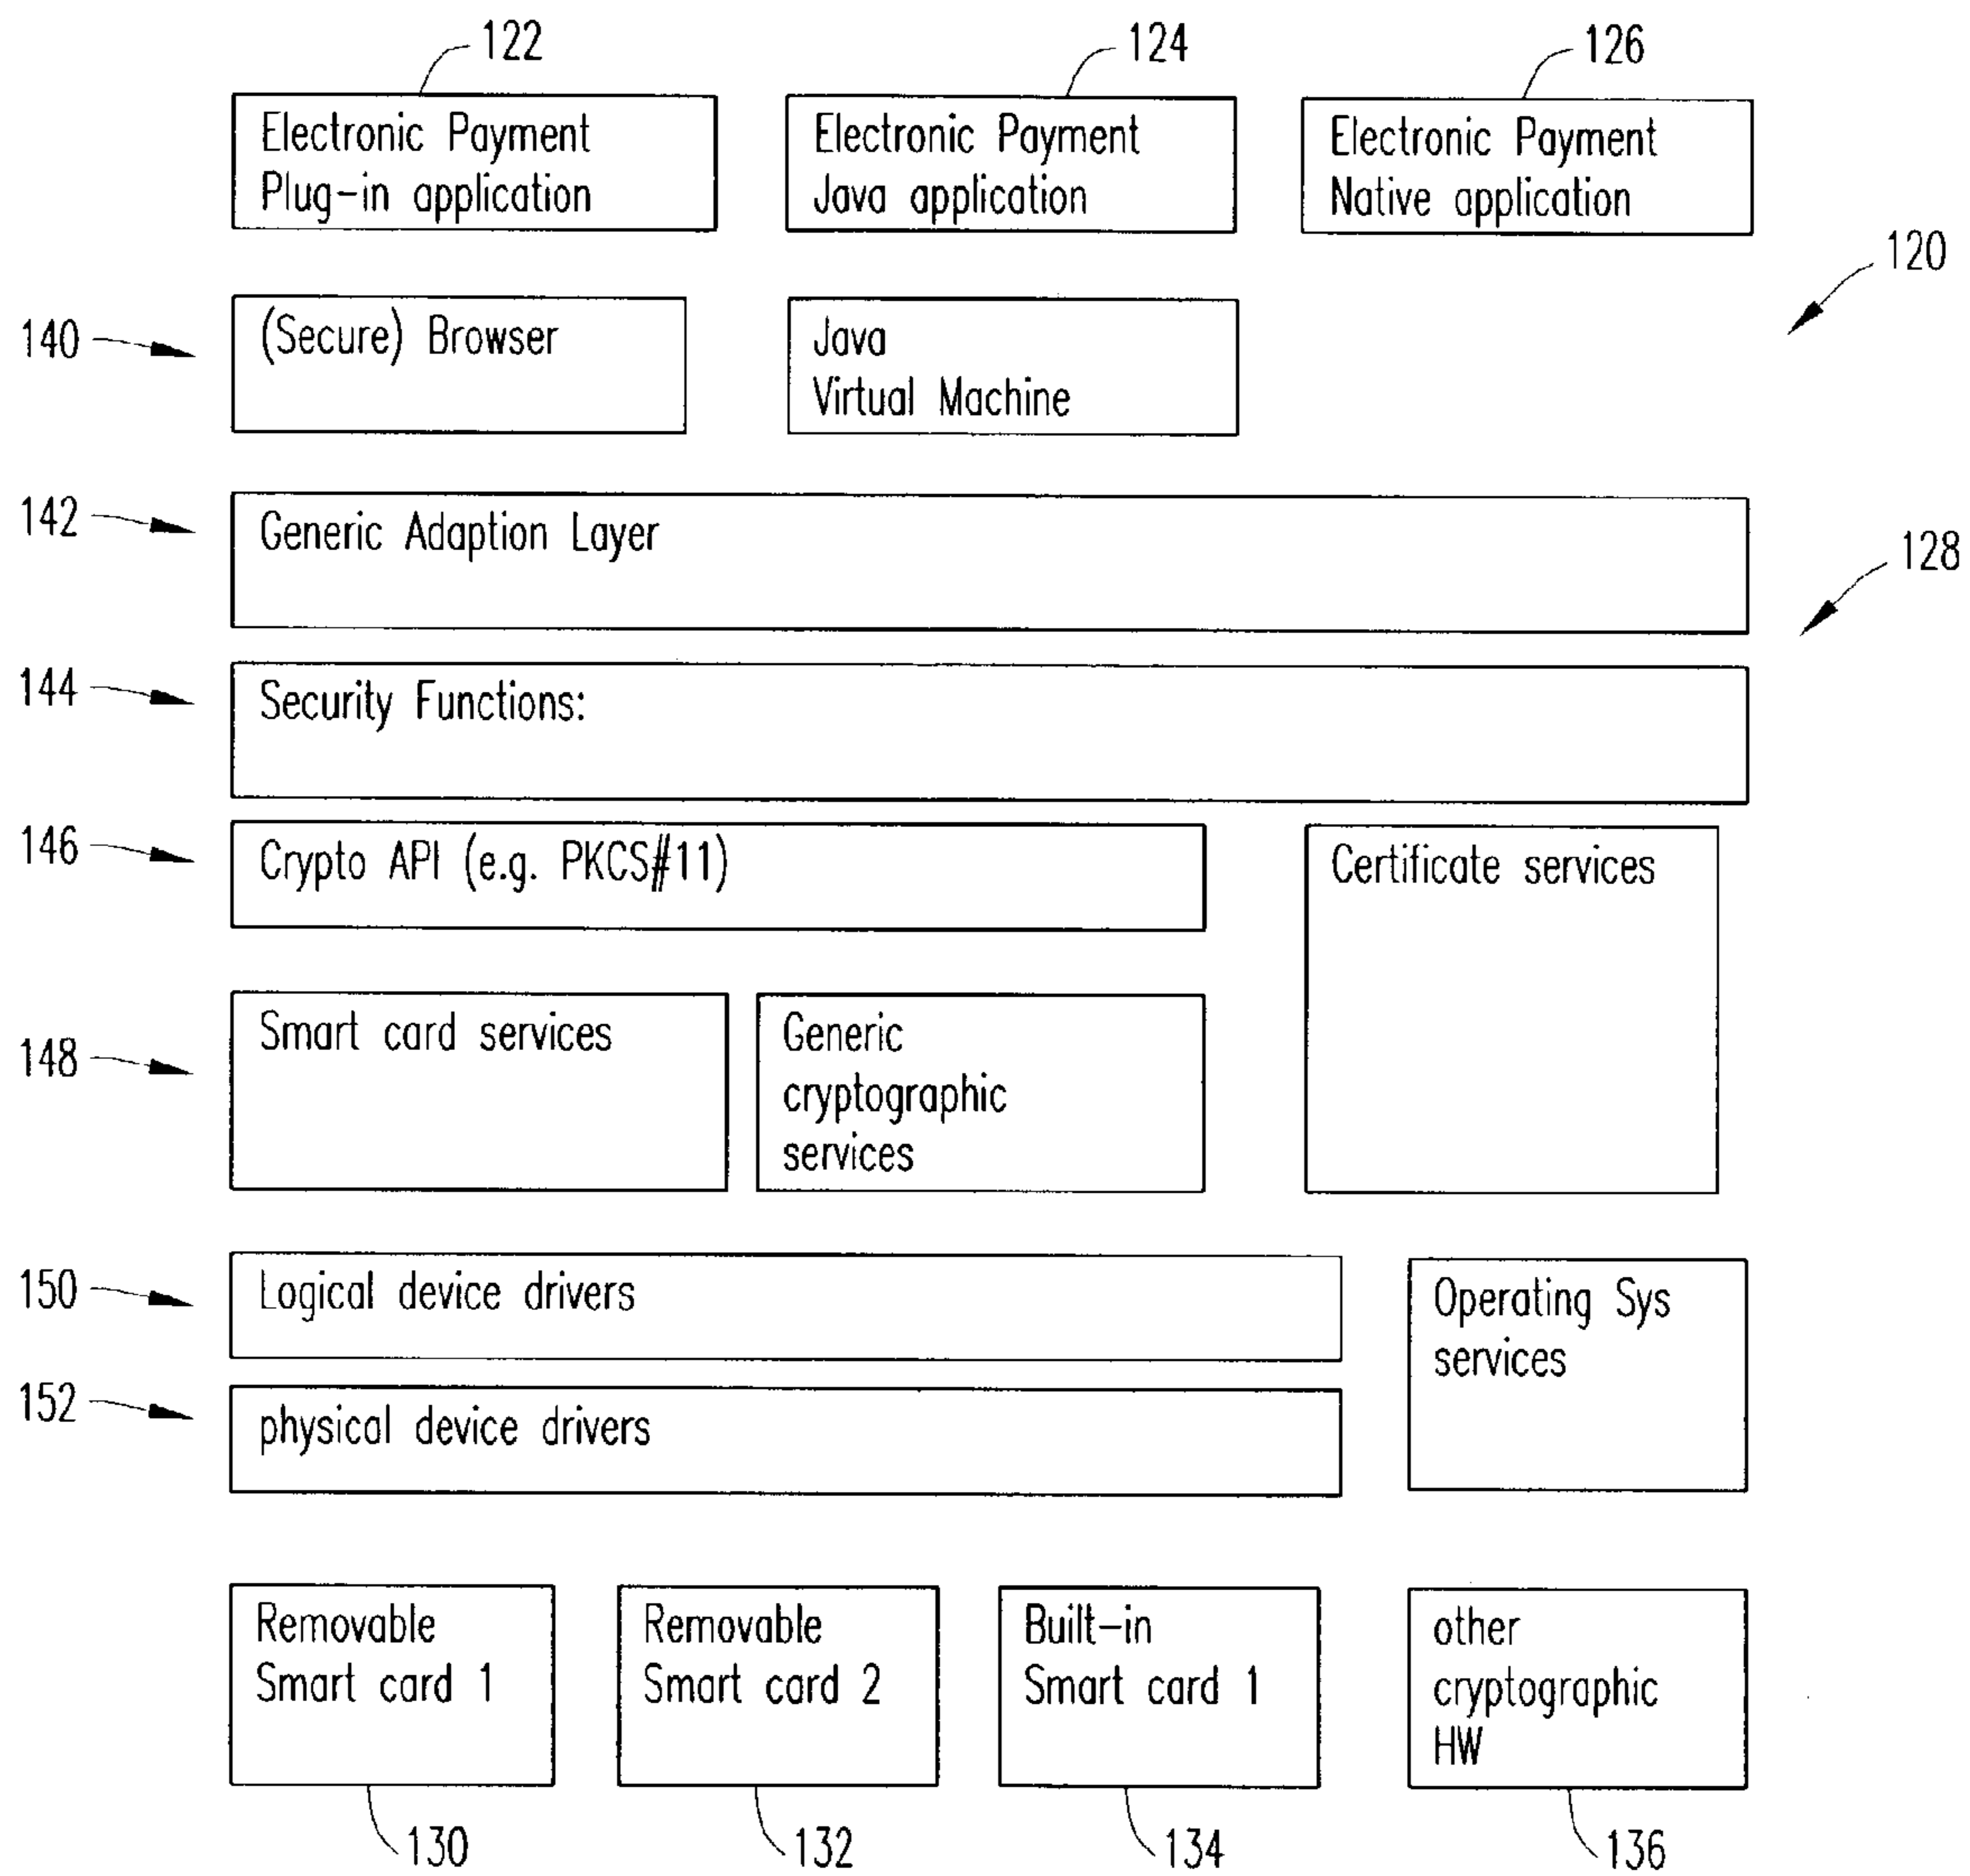 122
124
126
Electronic Payment
Plug-in application
Electronic Payment
Java application
Electronic Payment
Native application
120
140
(Secure) Browser
Java
Virtual Machine
142
Generic Adaption Layer
128
144
Security Functions:
146
Crypto API (e.g. PKCS#11)
Certificate services
148
Smart card services
Generic
cryptographic
services
150
Logical device drivers
Operating Sys
services
152
physical device drivers
Removable
Smart card 1
Removable
Smart card 2
Built-in
Smart card 1
other
cryptographic
HW
130
132
134
136